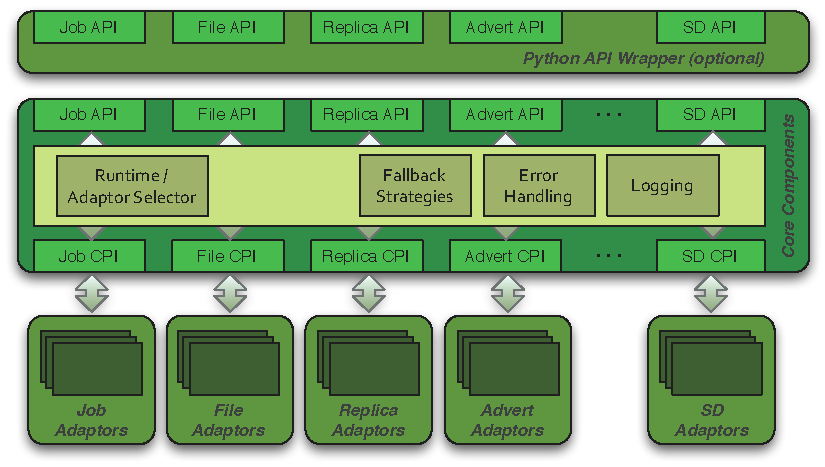 Job API File API Replica API Advert API SD API
Python API Wrapper (optional)
Job API File API Replica API Advert API ... SD API
Runtime /
Adaptor Selector
Fallback
Strategies
Error
Handling
Logging
Core Components
Job CPI File CPI Replica CPI Advert CPI ... SD CPI
Job
Adaptors
File
Adaptors
Replica
Adaptors
Advert
Adaptors
SD
Adaptors